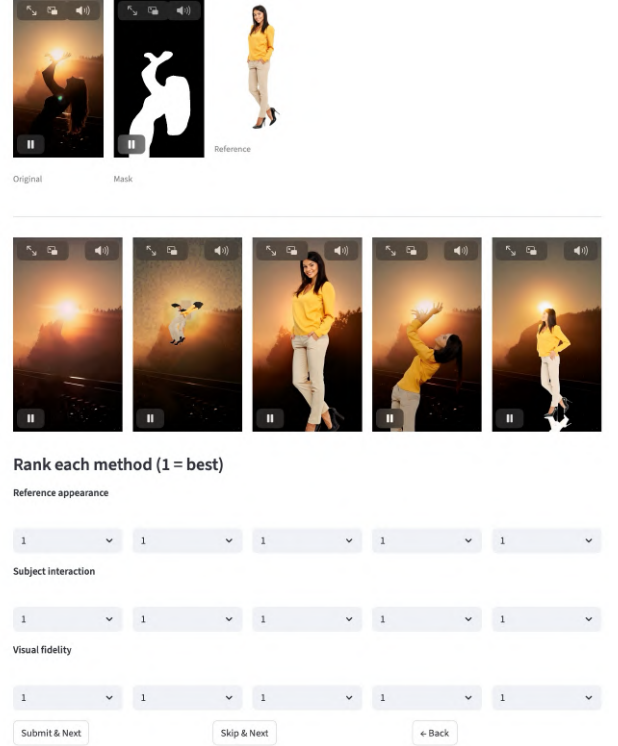 Reference
Original Mask
Rank each method (1 = best)
Reference appearance
1 1 1 1 1
Subject interaction
1 1 1 1 1
Visual fidelity
1 1 1 1 1
Submit & Next Skip & Next ← Back